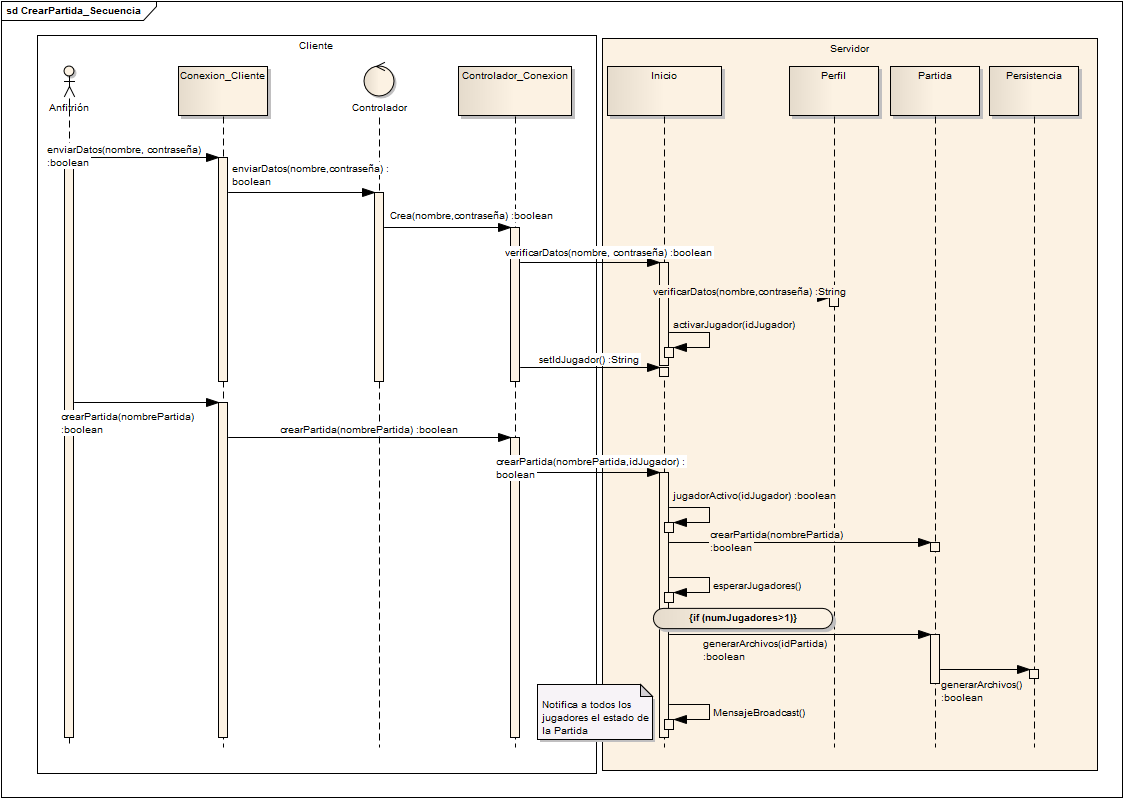 sd CrearPartida_Secuencia
Cliente
Servidor
Anfitrión
Conexion_Cliente
Controlador
Controlador_Conexion
Inicio
Perfil
Partida
Persistencia
enviarDatos(nombre, contraseña)
:boolean
enviarDatos(nombre,contraseña) :
boolean
Crea(nombre,contraseña) :boolean
verificarDatos(nombre, contraseña) :boolean
verificarDatos(nombre,contraseña) :String
activarJugador(idJugador)
setIdJugador() :String
crearPartida(nombrePartida)
:boolean
crearPartida(nombrePartida) :boolean
crearPartida(nombrePartida,idJugador) :
boolean
jugadorActivo(idJugador) :boolean
crearPartida(nombrePartida)
:boolean
esperarJugadores()
{if (numJugadores>1)}
generarArchivos(idPartida)
:boolean
generarArchivos()
:boolean
Notifica a todos los
jugadores el estado de
la Partida
MensajeBroadcast()